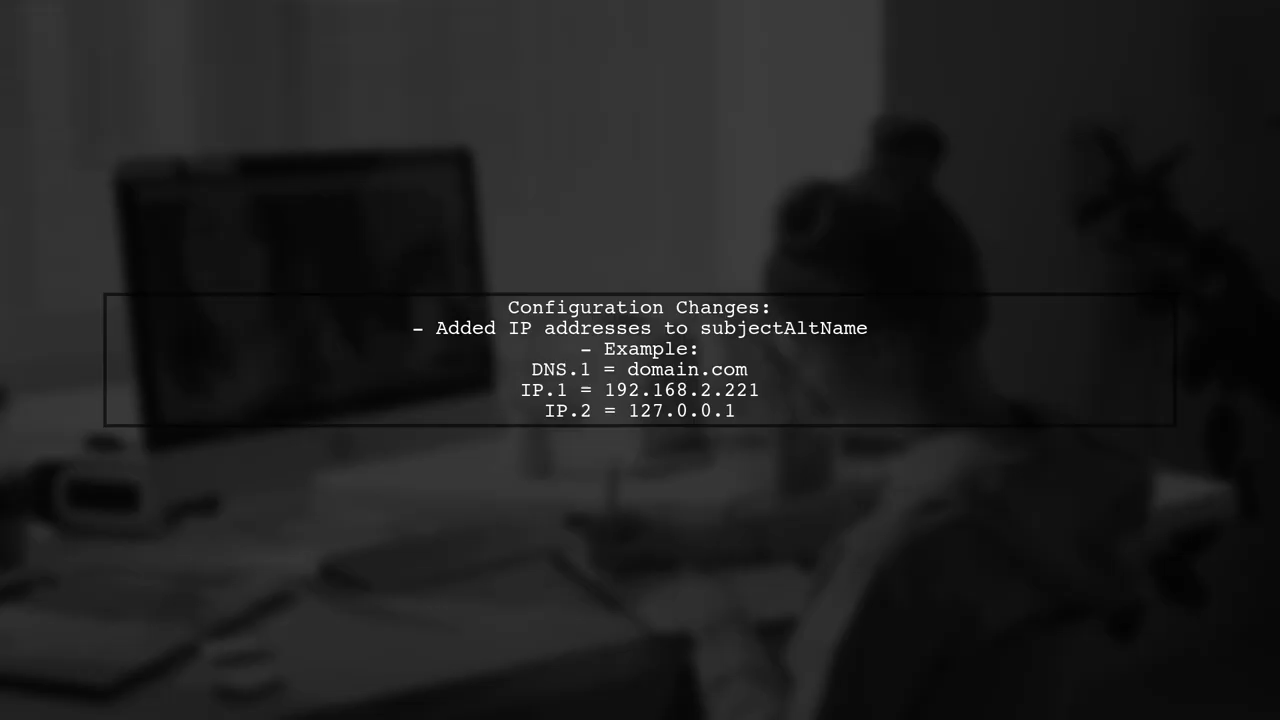 Configuration Changes:
- Added IP addresses to subjectAltName
- Example:
DNS.1 = domain.com
IP.1 = 192.168.2.221
IP.2 = 127.0.0.1